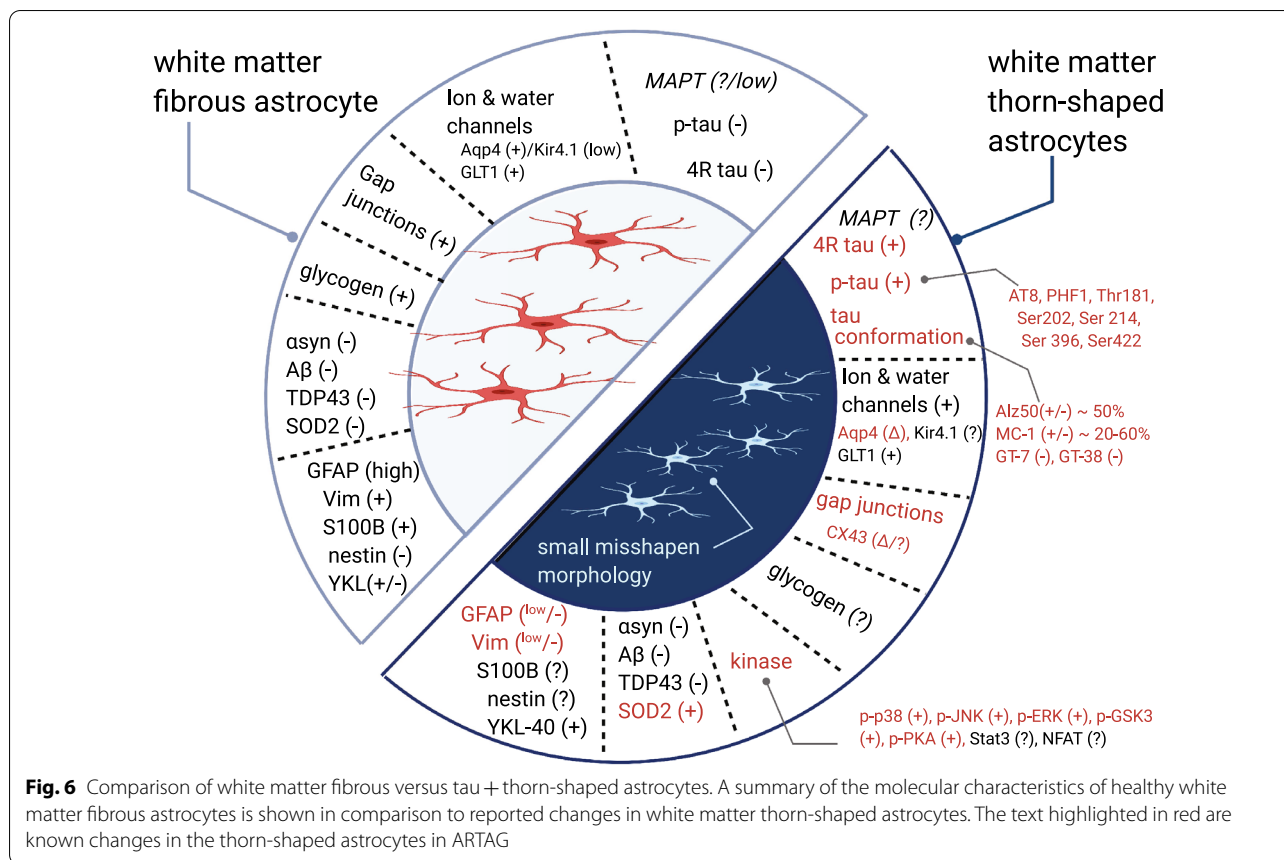 white matter
fibrous astrocyte
Ion & water
channels
Aqp4 (+)/Kir4.1 (low)
GLT1 (+)
MAPT (?/low)
p-tau (-)
4R tau (-)
Gap
junctions (+)
glycogen (+)
αsyn (-)
Aβ (-)
TDP43 (-)
SOD2 (-)
GFAP (high)
Vim (+)
S100B (+)
nestin (-)
YKL(+/-)
white matter
thorn-shaped
astrocytes
MAPT (?)
4R tau (+)
p-tau (+)
tau
conformation
AT8, PHF1, Thr181,
Ser202, Ser 214,
Ser 396, Ser422
Alz50(+/-) ~ 50%
MC-1 (+/-) ~ 20-60%
GT-7 (-), GT-38 (-)
Ion & water
channels (+)
Aqp4 (Δ), Kir4.1 (?)
GLT1 (+)
gap junctions
CX43 (Δ/?)
glycogen (?)
kinase
p-p38 (+), p-JNK (+), p-ERK (+), p-GSK3
(+), p-PKA (+), Stat3 (?), NFAT (?)
αsyn (-)
Aβ (-)
TDP43 (-)
SOD2 (+)
GFAP (low/-)
Vim (low/-)
S100B (?)
nestin (?)
YKL-40 (+)
small misshapen
morphology
Fig. 6 Comparison of white matter fibrous versus tau + thorn-shaped astrocytes. A summary of the molecular characteristics of healthy white
matter fibrous astrocytes is shown in comparison to reported changes in white matter thorn-shaped astrocytes. The text highlighted in red are
known changes in the thorn-shaped astrocytes in ARTAG